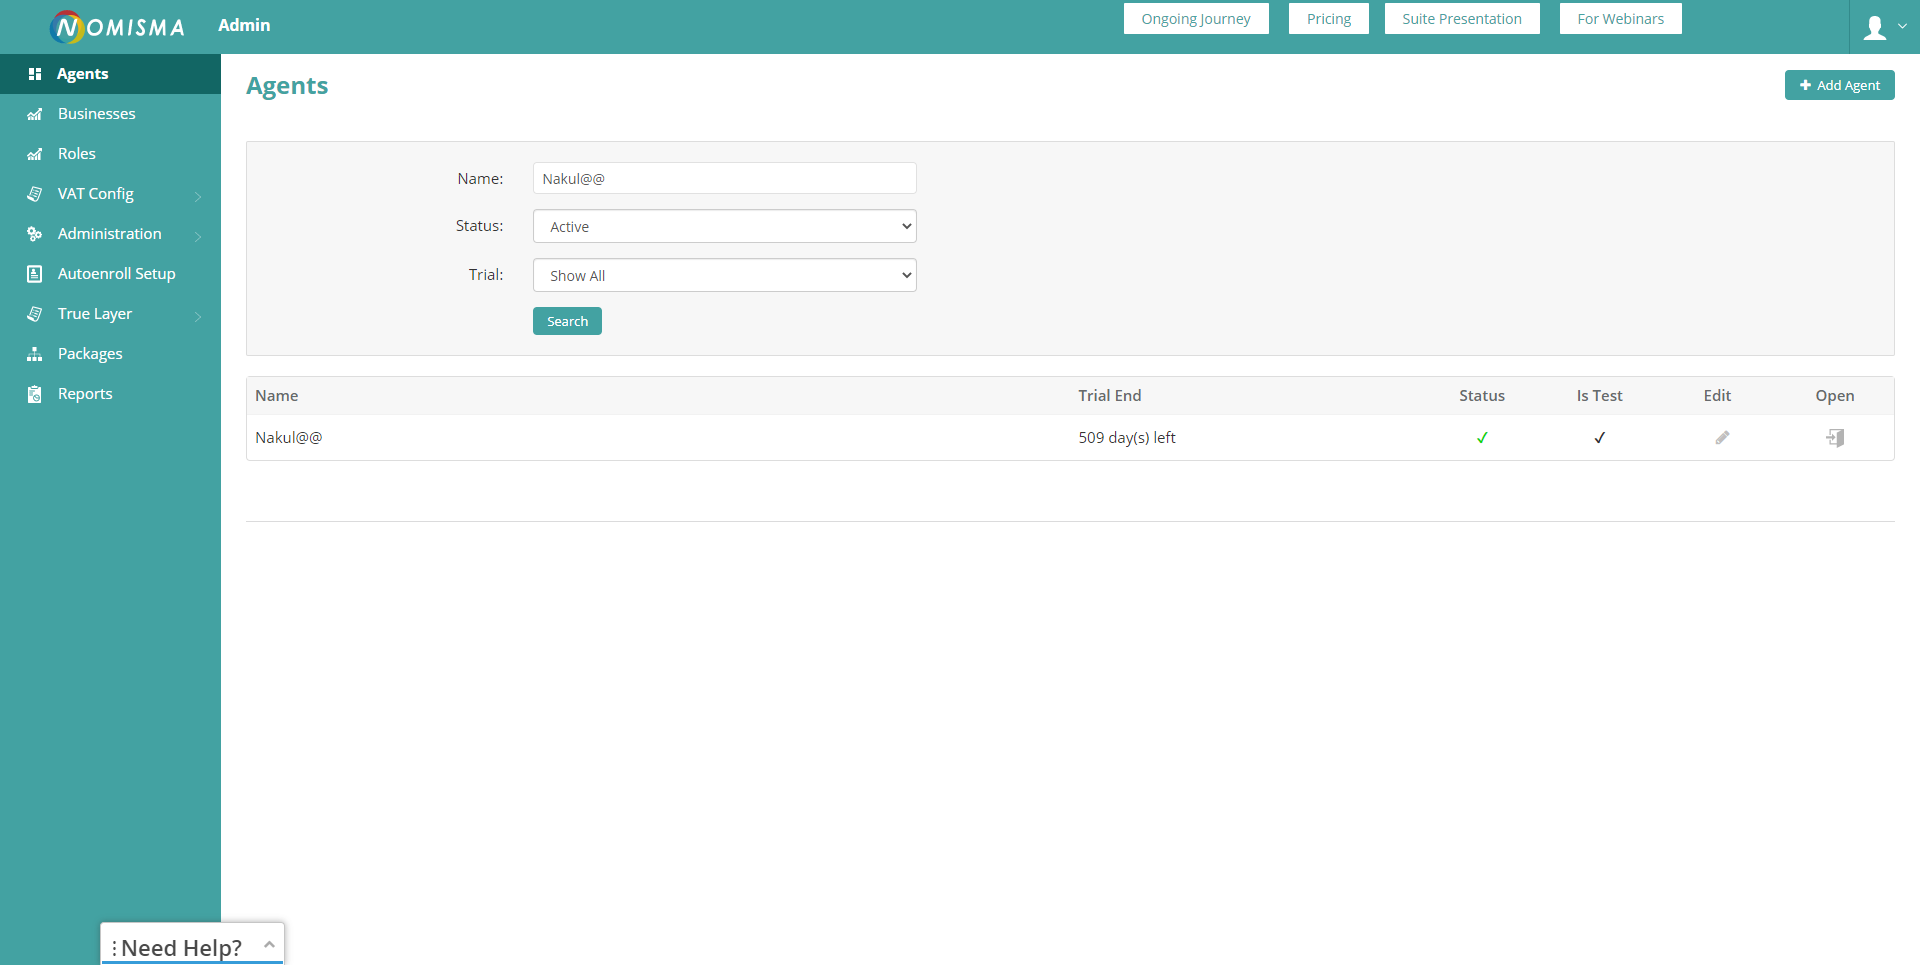 NOMISMA Admin Ongoing Journey Pricing Suite Presentation For Webinars
Agents
Businesses
Roles
VAT Config
Administration
Autoenroll Setup
True Layer
Packages
Reports
Agents
Add Agent
Name: Nakul@@
Status: Active
Trial: Show All
Search
Name Trial End Status Is Test Edit Open
Nakul@@ 509 day(s) left
Need Help?